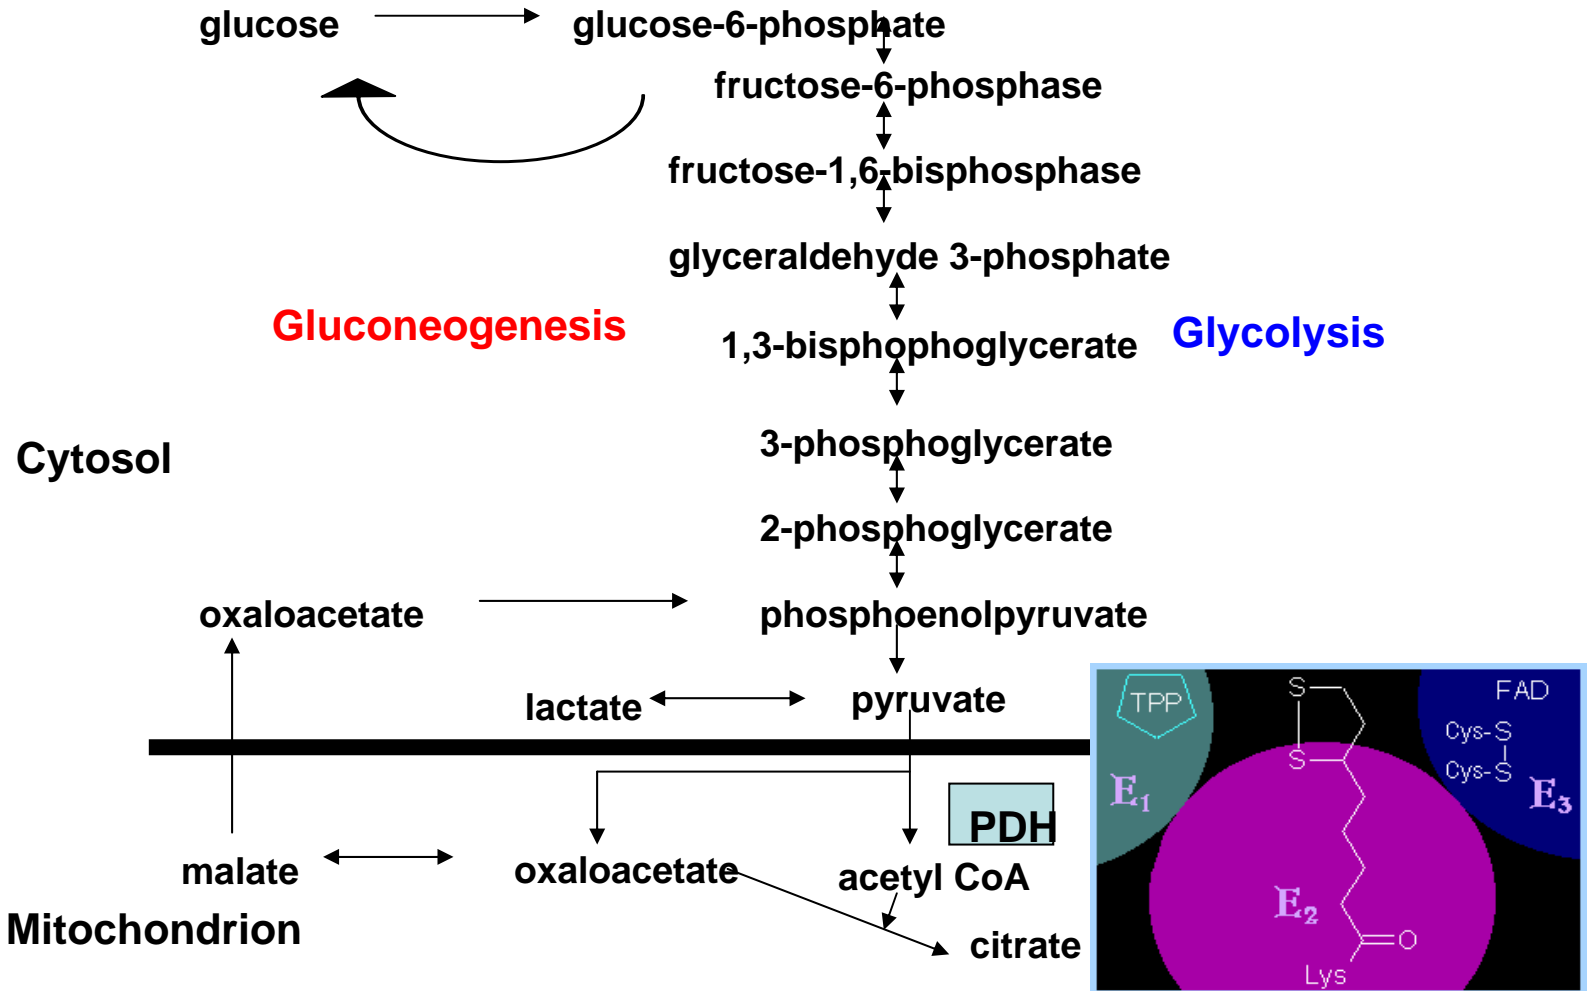 glucose
glucose-6-phosphate
fructose-6-phosphase
fructose-1,6-bisphosphase
glyceraldehyde 3-phosphate
Gluconeogenesis
1,3-bisphophoglycerate
Glycolysis
3-phosphoglycerate
Cytosol
2-phosphoglycerate
oxaloacetate
phosphoenolpyruvate
lactate
pyruvate
PDH
malate
oxaloacetate
acetyl CoA
Mitochondrion
citrate
TPP
E1
S
S
FAD
Cys-S
Cys-S
E3
E2
O
Lys